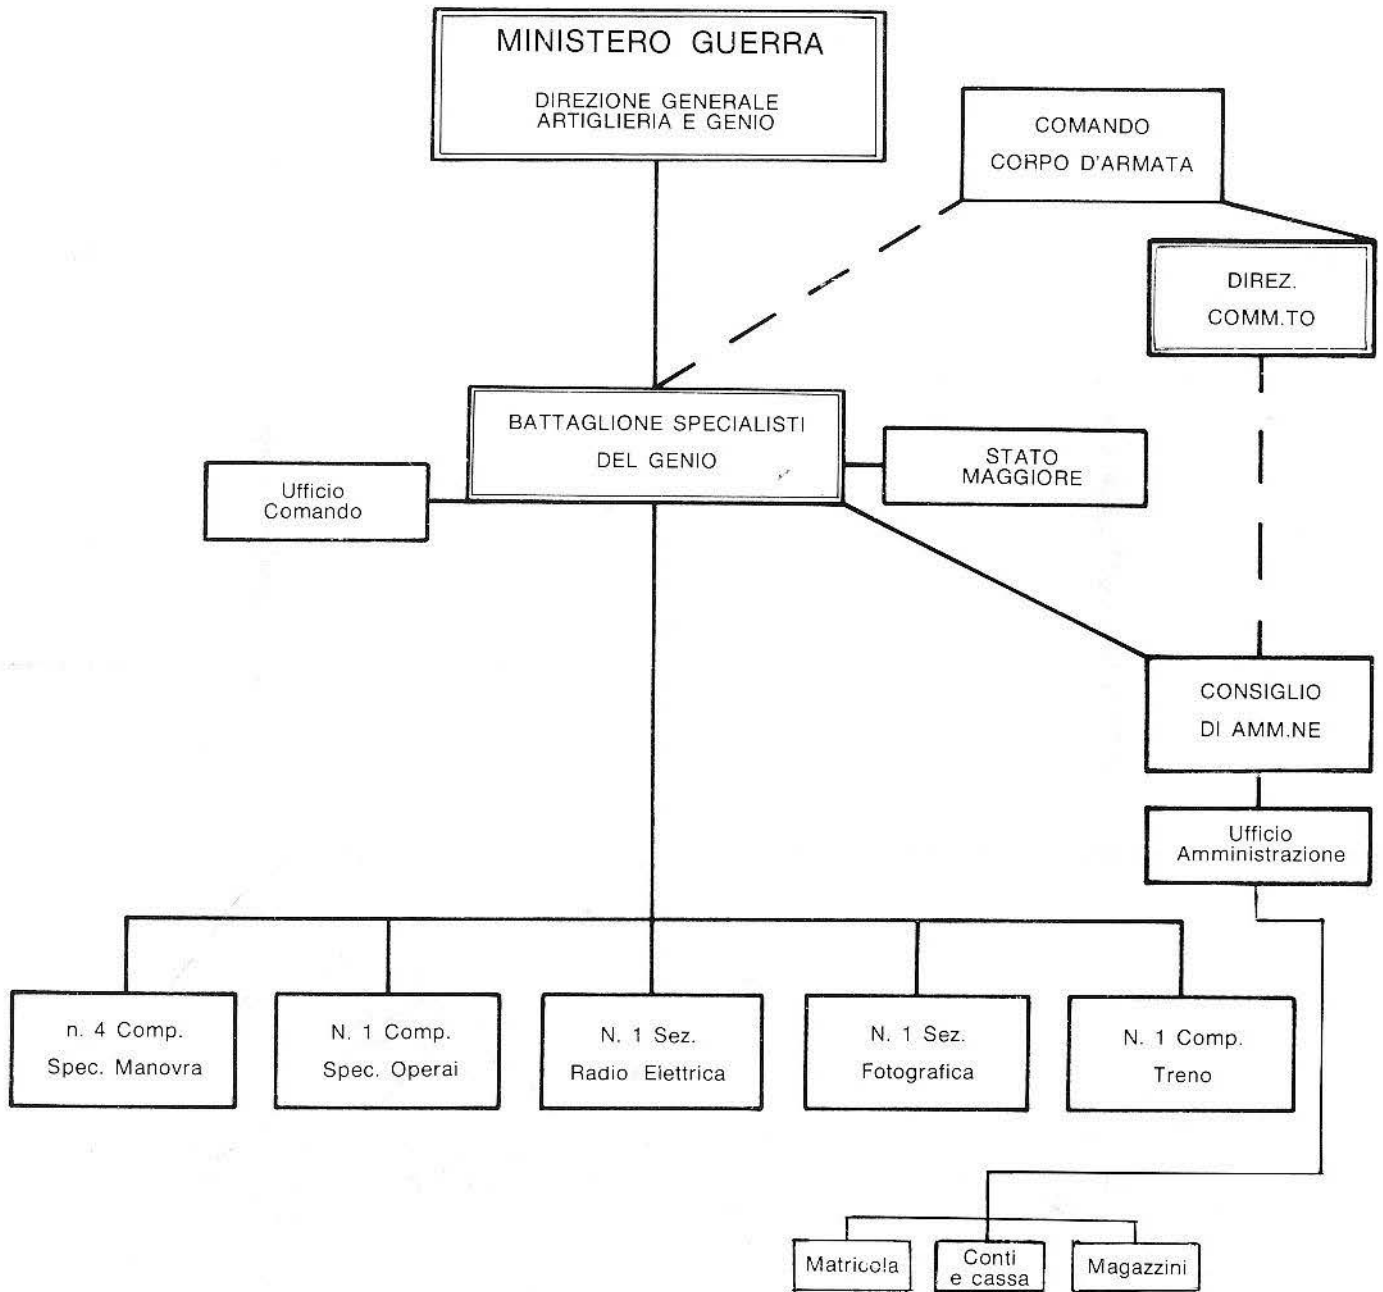 MINISTERO GUERRA
DIREZIONE GENERALE
ARTIGLIERIA E GENIO
COMANDO
CORPO D'ARMATA
DIREZ.
COMM.TO
BATTAGLIONE SPECIALISTI
DEL GENIO
STATO
MAGGIORE
Ufficio
Comando
CONSIGLIO
DI AMM.NE
Ufficio
Amministrazione
n. 4 Comp.
Spec. Manovra
N. 1 Comp.
Spec. Operai
N. 1 Sez.
Radio Elettrica
N. 1 Sez.
Fotografica
N. 1 Comp.
Treno
Matricola
Conti
e cassa
Magazzini